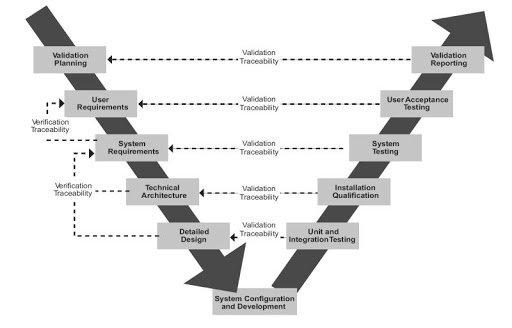 Validation
Planning
Validation
Traceability
Validation
Reporting
User
Requirements
Validation
Traceability
User Acceptance
Testing
Verification
Traceability
System
Requirements
Validation
Traceability
System
Testing
Verification
Traceability
Technical
Architecture
Validation
Traceability
Installation
Qualification
Detailed
Design
Validation
Traceability
Unit and
Integration Testing
System Configuration
and Development